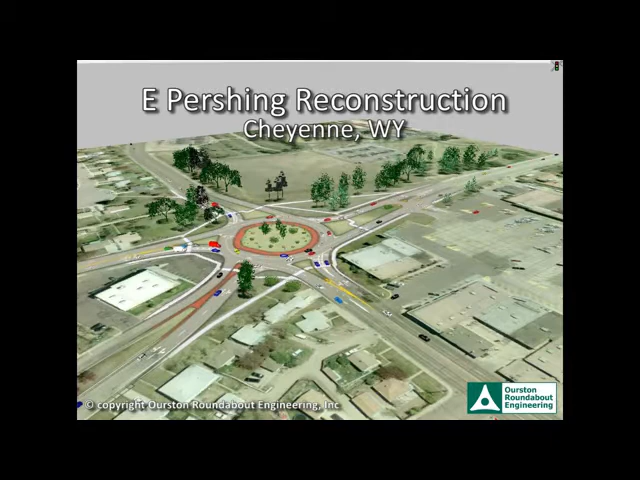 E Pershing Reconstruction
Cheyenne, WY
© copyright Ourston Roundabout Engineering, Inc
Ourston
Roundabout
Engineering